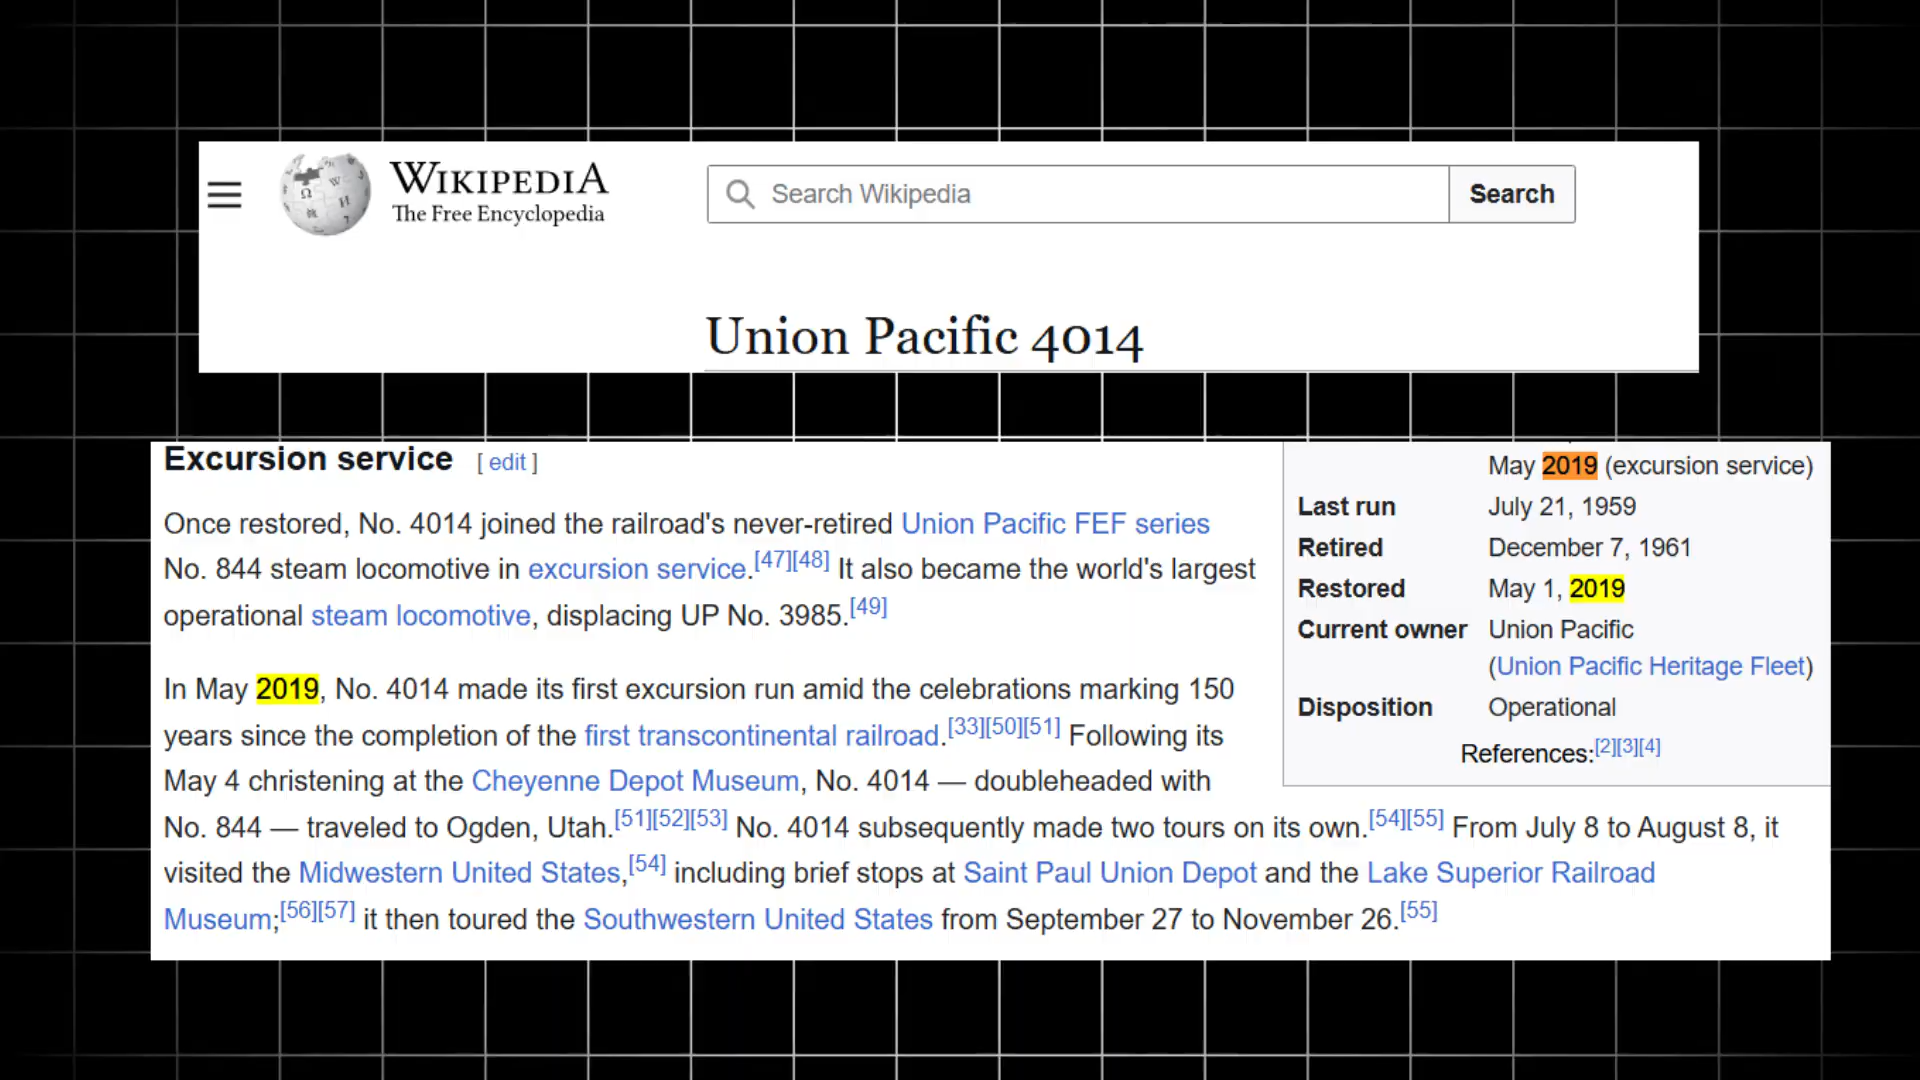 WIKIPEDIA
The Free Encyclopedia
Search Wikipedia
Search
Union Pacific 4014
Excursion service [ edit ]
Once restored, No. 4014 joined the railroad's never-retired Union Pacific FEF series
No. 844 steam locomotive in excursion service.[47][48] It also became the world's largest
operational steam locomotive, displacing UP No. 3985.[49]
In May 2019, No. 4014 made its first excursion run amid the celebrations marking 150
years since the completion of the first transcontinental railroad.[33][50][51] Following its
May 4 christening at the Cheyenne Depot Museum, No. 4014 — doubleheaded with
No. 844 — traveled to Ogden, Utah.[51][52][53] No. 4014 subsequently made two tours on its own.[54][55] From July 8 to August 8, it
visited the Midwestern United States,[54] including brief stops at Saint Paul Union Depot and the Lake Superior Railroad
Museum;[56][57] it then toured the Southwestern United States from September 27 to November 26.[55]
May 2019 (excursion service)
Last run July 21, 1959
Retired December 7, 1961
Restored May 1, 2019
Current owner Union Pacific
(Union Pacific Heritage Fleet)
Disposition Operational
References:[2][3][4]